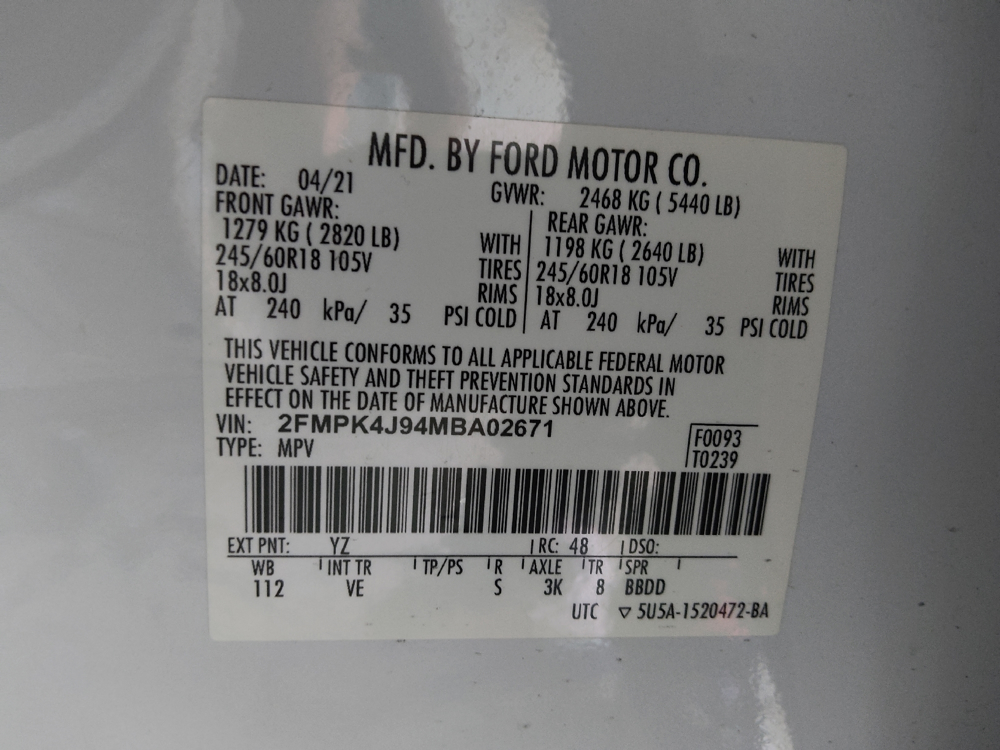 MFD. BY FORD MOTOR CO.
DATE: 04/21 GVWR: 2468 KG ( 5440 LB)
FRONT GAWR: REAR GAWR:
1279 KG ( 2820 LB) WITH 1198 KG ( 2640 LB) WITH
245/60R18 105V TIRES 245/60R18 105V TIRES
18x8.0J RIMS 18x8.0J RIMS
AT 240 kPa/ 35 PSI COLD AT 240 kPa/ 35 PSI COLD
THIS VEHICLE CONFORMS TO ALL APPLICABLE FEDERAL MOTOR
VEHICLE SAFETY AND THEFT PREVENTION STANDARDS IN
EFFECT ON THE DATE OF MANUFACTURE SHOWN ABOVE.
VIN: 2FMPK4J94MBA02671
TYPE: MPV
F0093
T0239
EXT PNT: YZ RC: 48 DSO:
WB INT TR TP/PS R AXLE TR SPR
112 VE S 3K 8 BBDD
UTC ▽ 5U5A-1520472-BA